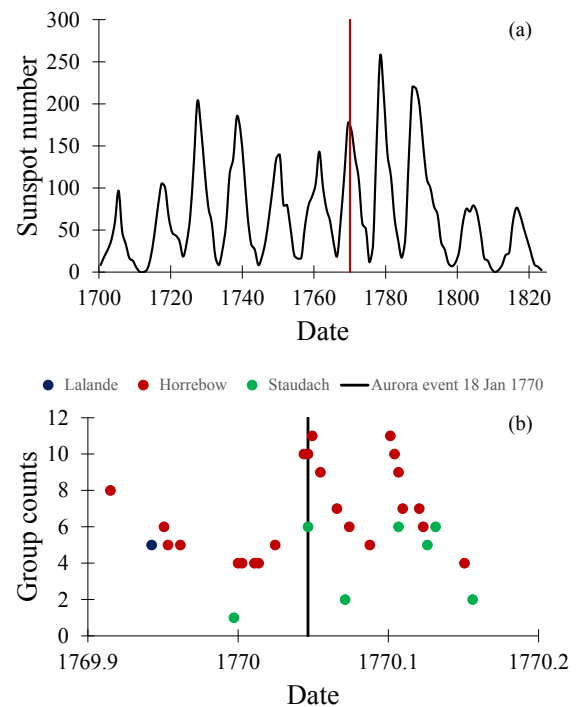 (a)
300
250
200
150
100
50
0
Sunspot number
1700 1720 1740 1760 1780 1800 1820
Date
Lalande Horrebow Staudach Aurora event 18 Jan 1770
(b)
12
10
8
6
4
2
0
Group counts
1769.9 1770 1770.1 1770.2
Date